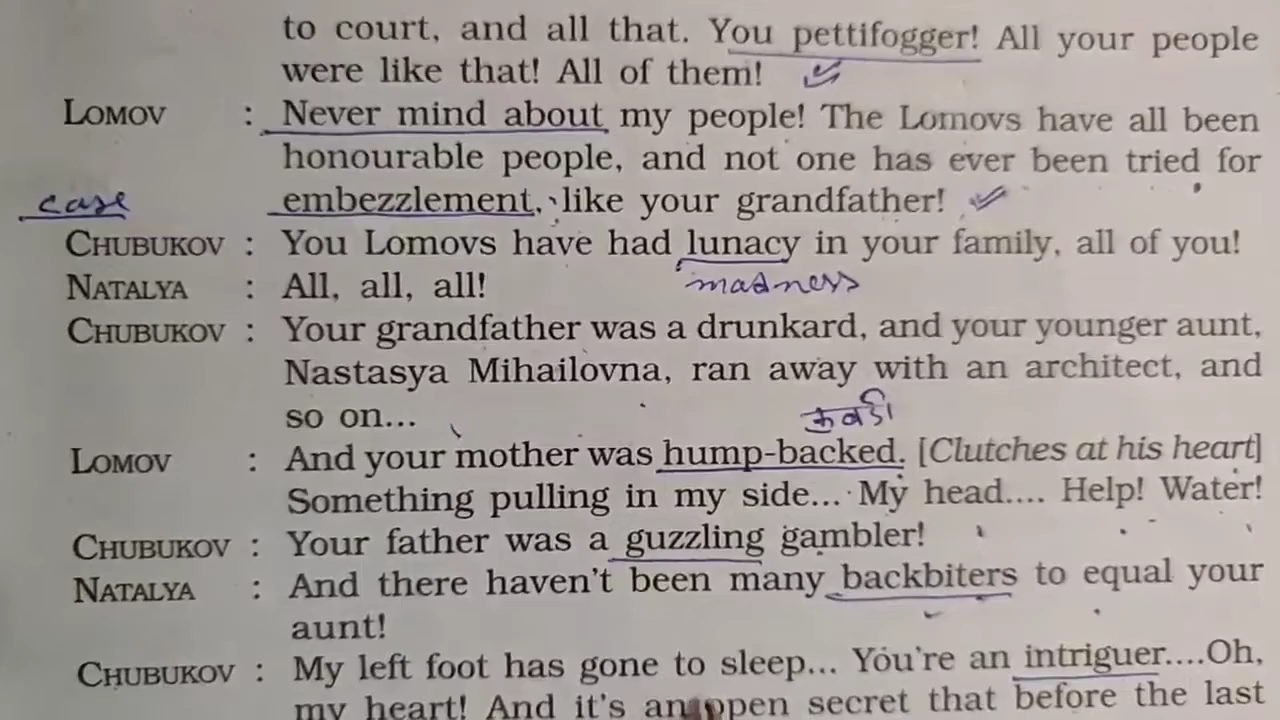 to court, and all that. You pettifogger! All your people
were like that! All of them!
LOMOV : Never mind about my people! The Lomovs have all been
honourable people, and not one has ever been tried for
case embezzlement, like your grandfather!
CHUBUKOV : You Lomovs have had lunacy in your family, all of you!
NATALYA : All, all, all!
madness
CHUBUKOV : Your grandfather was a drunkard, and your younger aunt,
Nastasya Mihailovna, ran away with an architect, and
so on...
LOMOV : And your mother was hump-backed. [Clutches at his heart]
Something pulling in my side... My head.... Help! Water!
CHUBUKOV : Your father was a guzzling gambler!
NATALYA : And there haven't been many backbiters to equal your
aunt!
CHUBUKOV : My left foot has gone to sleep... You're an intriguer....Oh,
my heart! And it's an open secret that before the last